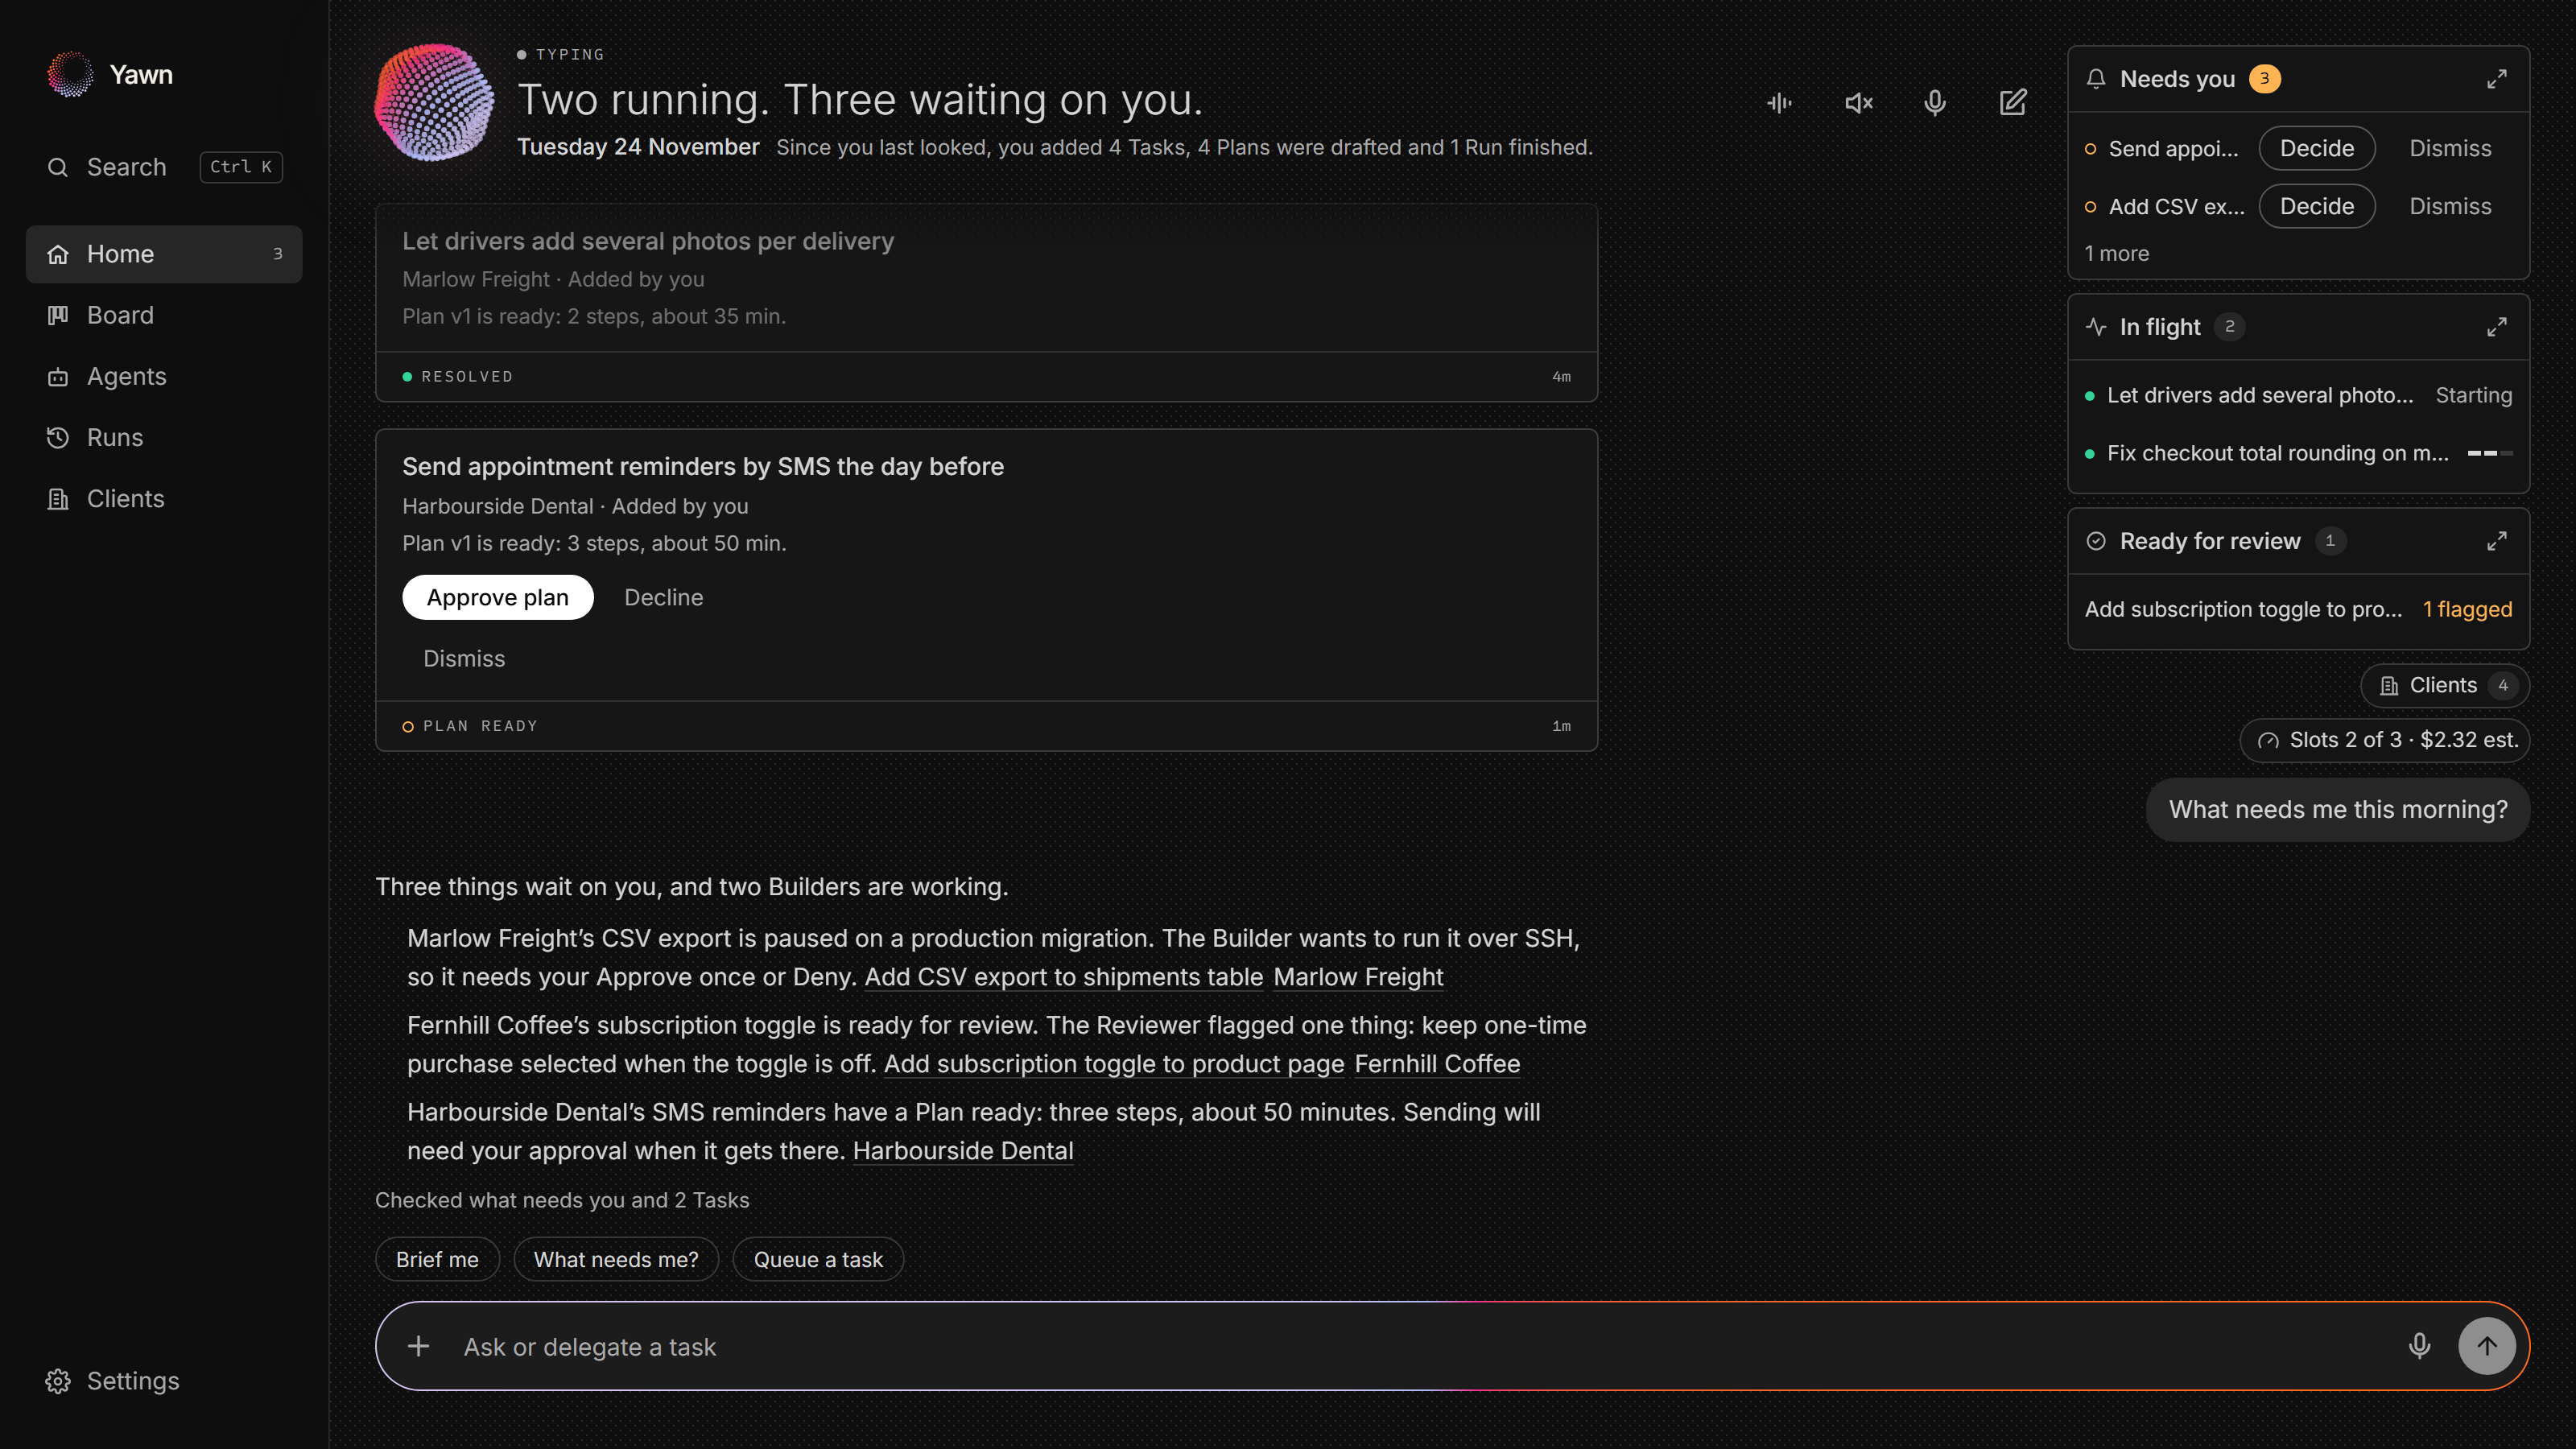 Yawn
Search Ctrl K
Home 3
Board
Agents
Runs
Clients
Settings
TYPING
Two running. Three waiting on you.
Tuesday 24 November Since you last looked, you added 4 Tasks, 4 Plans were drafted and 1 Run finished.
Let drivers add several photos per delivery
Marlow Freight · Added by you
Plan v1 is ready: 2 steps, about 35 min.
RESOLVED 4m
Send appointment reminders by SMS the day before
Harbourside Dental · Added by you
Plan v1 is ready: 3 steps, about 50 min.
Approve plan Decline
Dismiss
PLAN READY 1m
Needs you 3
Send appoi... Decide Dismiss
Add CSV ex... Decide Dismiss
1 more
In flight 2
Let drivers add several photo... Starting
Fix checkout total rounding on m...
Ready for review 1
Add subscription toggle to pro... 1 flagged
Clients 4
Slots 2 of 3 · $2.32 est.
What needs me this morning?
Three things wait on you, and two Builders are working.
Marlow Freight’s CSV export is paused on a production migration. The Builder wants to run it over SSH,
so it needs your Approve once or Deny. Add CSV export to shipments table Marlow Freight
Fernhill Coffee’s subscription toggle is ready for review. The Reviewer flagged one thing: keep one-time
purchase selected when the toggle is off. Add subscription toggle to product page Fernhill Coffee
Harbourside Dental’s SMS reminders have a Plan ready: three steps, about 50 minutes. Sending will
need your approval when it gets there. Harbourside Dental
Checked what needs you and 2 Tasks
Brief me What needs me? Queue a task
Ask or delegate a task